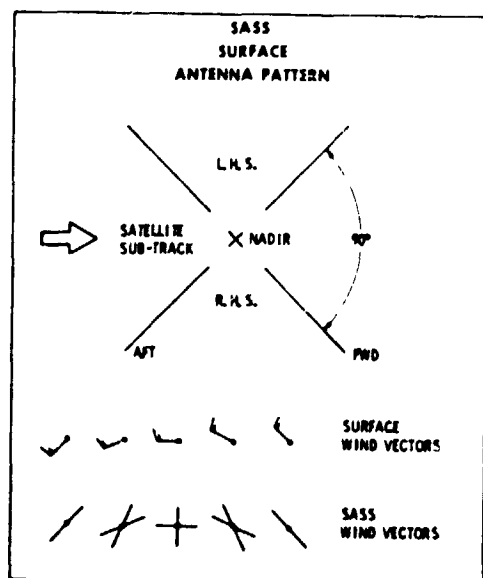 SASS
SURFACE
ANTENNA PATTERN
L.H.S.
SATELLITE
SUB-TRACK
NADIR
90°
R.H.S.
AFT
FWD
SURFACE
WIND VECTORS
SASS
WIND VECTORS